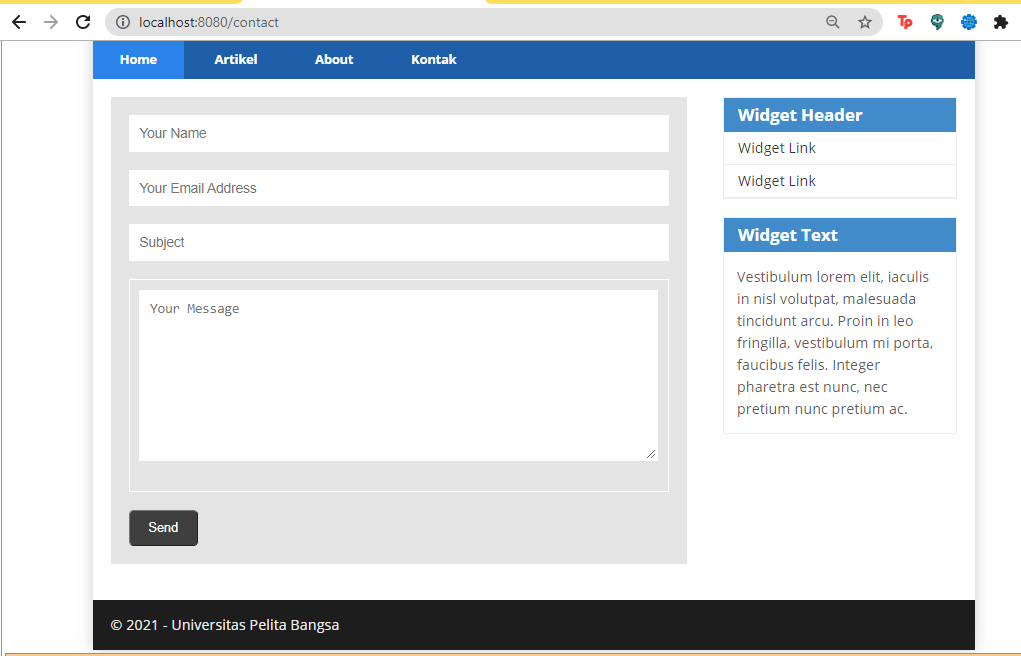 localhost:8080/contact
Tp
Home Artikel About Kontak
Your Name
Your Email Address
Subject
Your Message
Send
Widget Header
Widget Link
Widget Link
Widget Text
Vestibulum lorem elit, iaculis
in nisl volutpat, malesuada
tincidunt arcu. Proin in leo
fringilla, vestibulum mi porta,
faucibus felis. Integer
pharetra est nunc, nec
pretium nunc pretium ac.
© 2021 - Universitas Pelita Bangsa